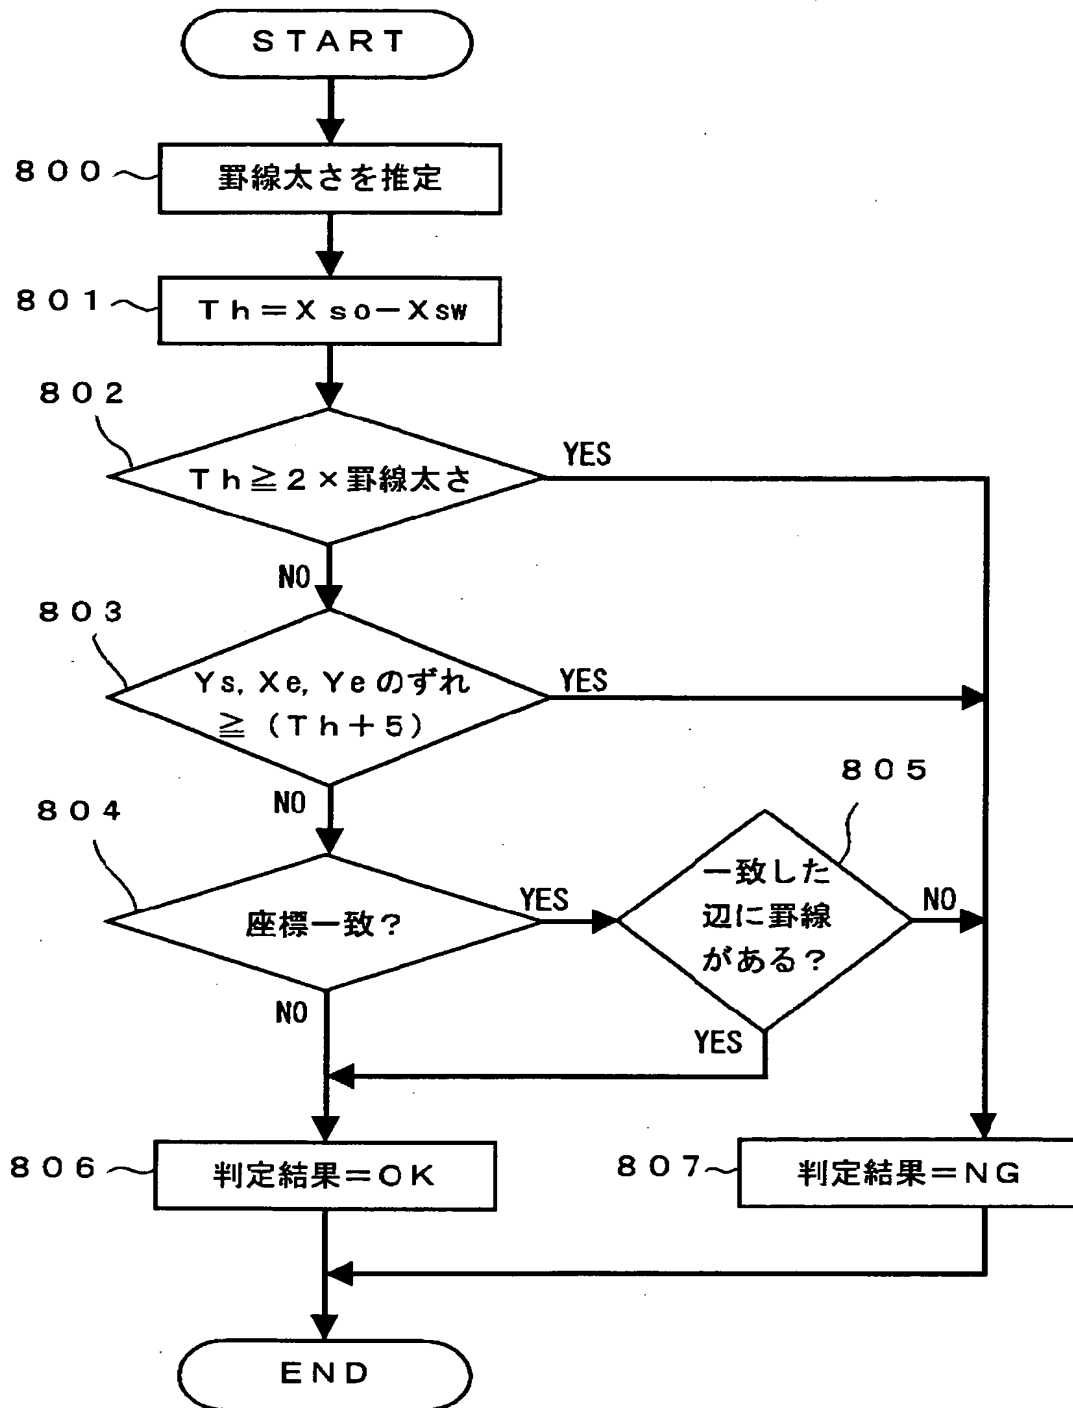 START
800
罫線太さを推定
801
Th=Xso-Xsw
802
Th≧2×罫線太さ
YES
NO
803
Ys, Xe, Yeのずれ
≧(Th+5)
YES
NO
804
座標一致?
YES
NO
805
一致した
辺に罫線
がある?
NO
YES
806
判定結果=OK
807
判定結果=NG
END